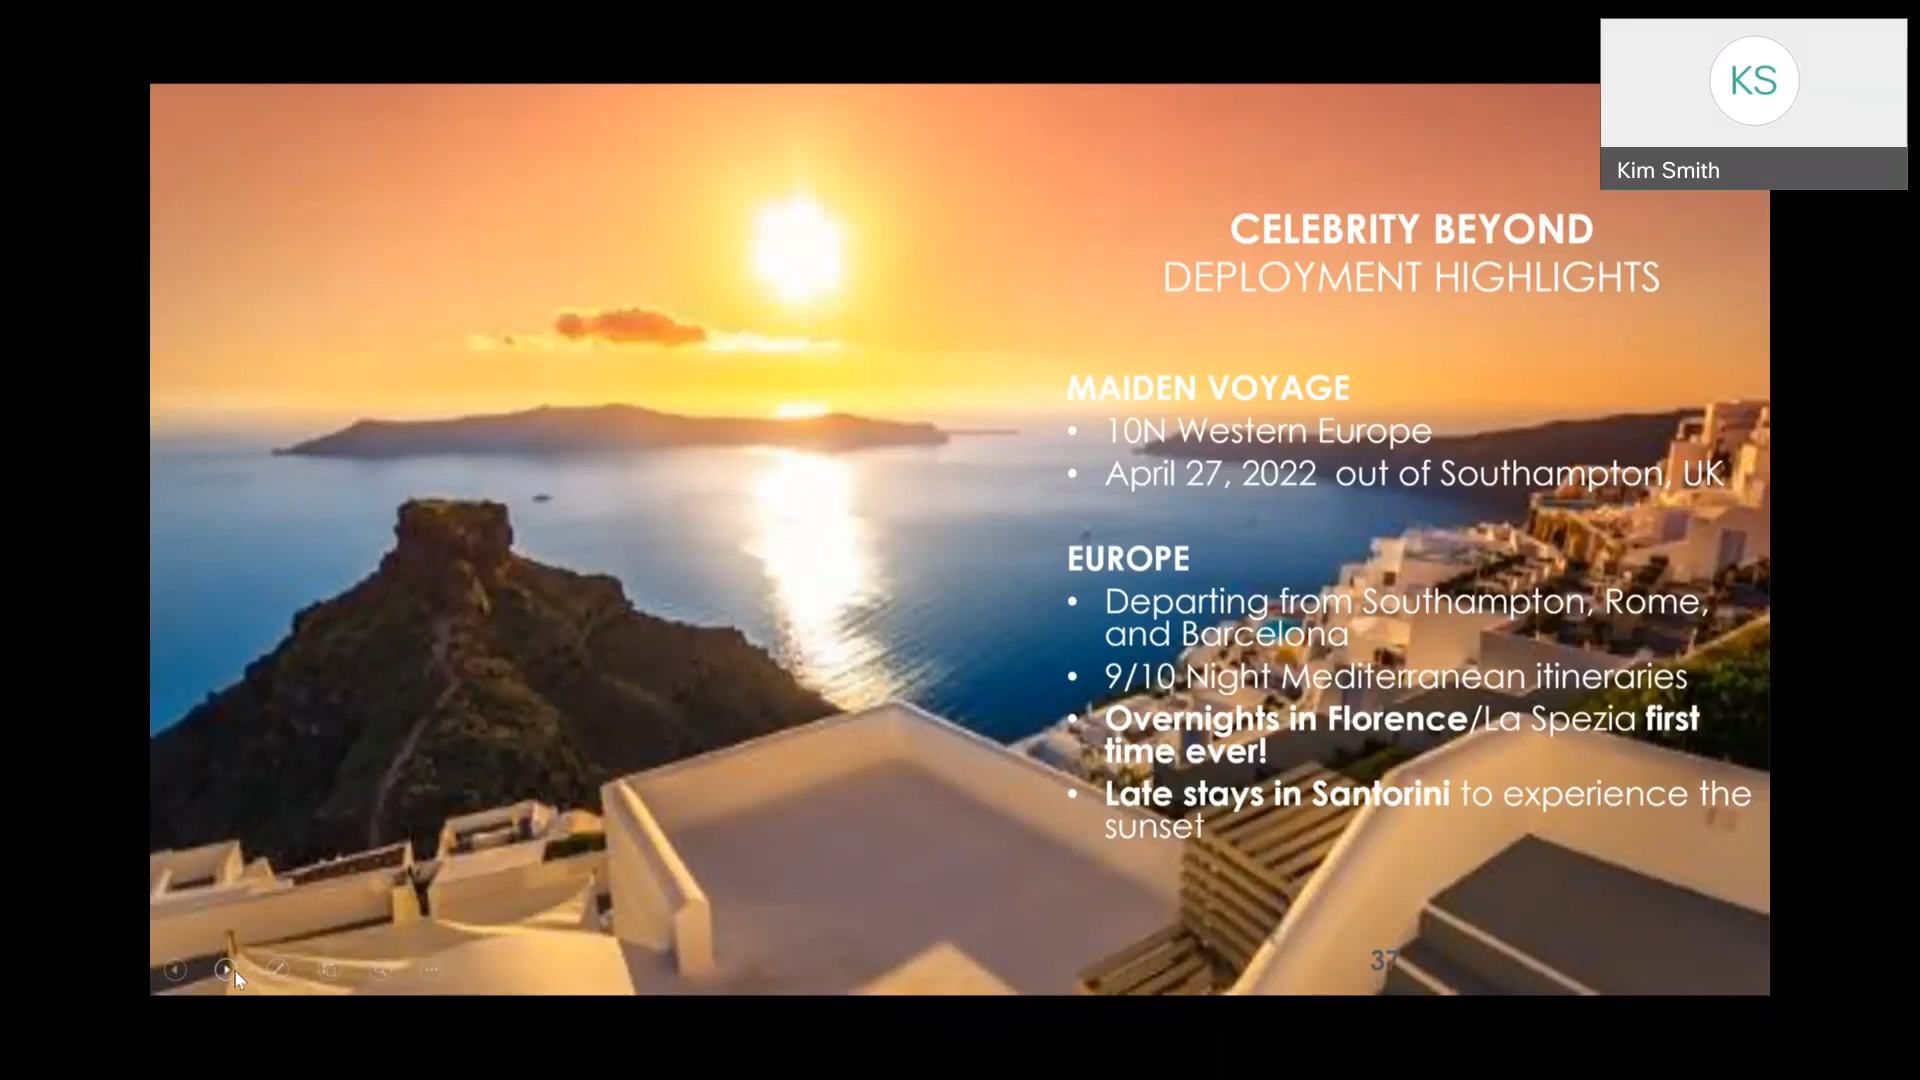 KS
Kim Smith
CELEBRITY BEYOND
DEPLOYMENT HIGHLIGHTS
MAIDEN VOYAGE
• 10N Western Europe
• April 27, 2022 out of Southampton, UK
EUROPE
• Departing from Southampton, Rome,
and Barcelona
• 9/10 Night Mediterranean itineraries
• Overnights in Florence/La Spezia first
time ever!
• Late stays in Santorini to experience the
sunset
37